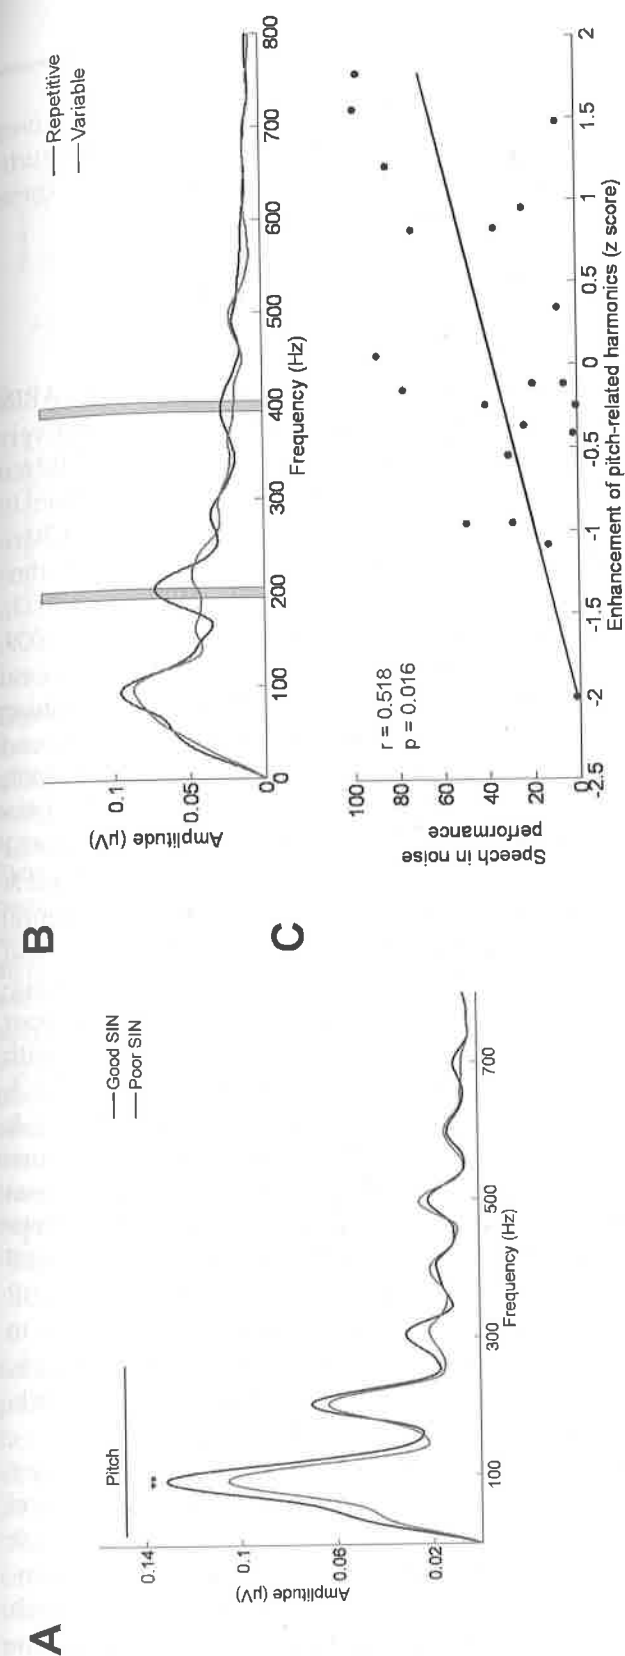 A
Pitch
**
Good SIN
Poor SIN
0.14
0.1
0.06
0.02
Amplitude (µV)
100
300
500
700
Frequency (Hz)
B
Repetitive
Variable
0.1
0.05
0
Amplitude (µV)
0
100
200
300
400
500
600
700
800
Frequency (Hz)
C
r = 0.518
p = 0.016
100
80
60
40
20
0
Speech in noise
performance
-2.5
-2
-1.5
-1
-0.5
0
0.5
1
1.5
2
Enhancement of pitch-related harmonics (z score)